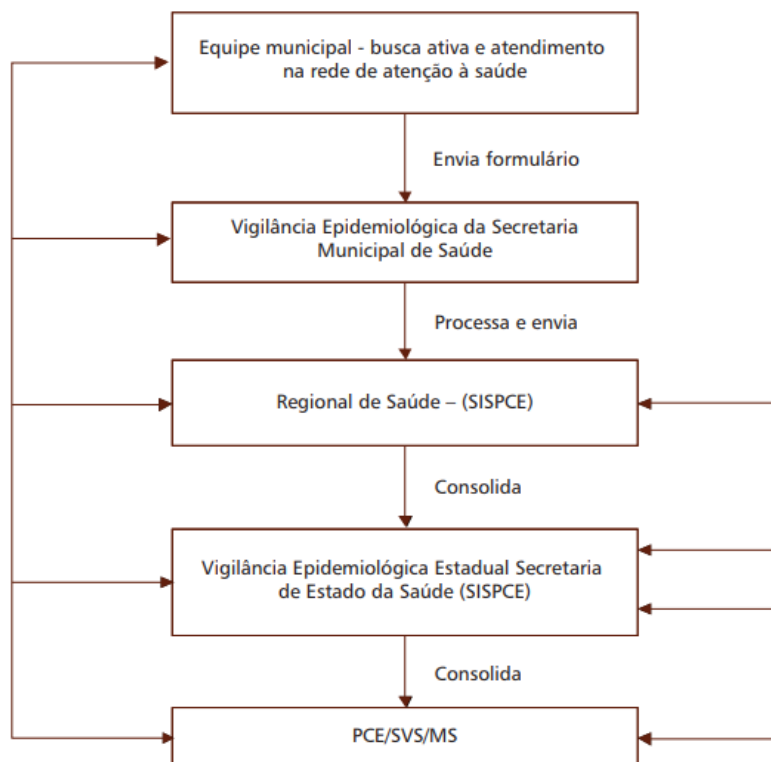 Equipe municipal - busca ativa e atendimento
na rede de atenção à saúde
Envia formulário
Vigilância Epidemiológica da Secretaria
Municipal de Saúde
Processa e envia
Regional de Saúde – (SISPCE)
Consolida
Vigilância Epidemiológica Estadual Secretaria
de Estado da Saúde (SISPCE)
Consolida
PCE/SVS/MS